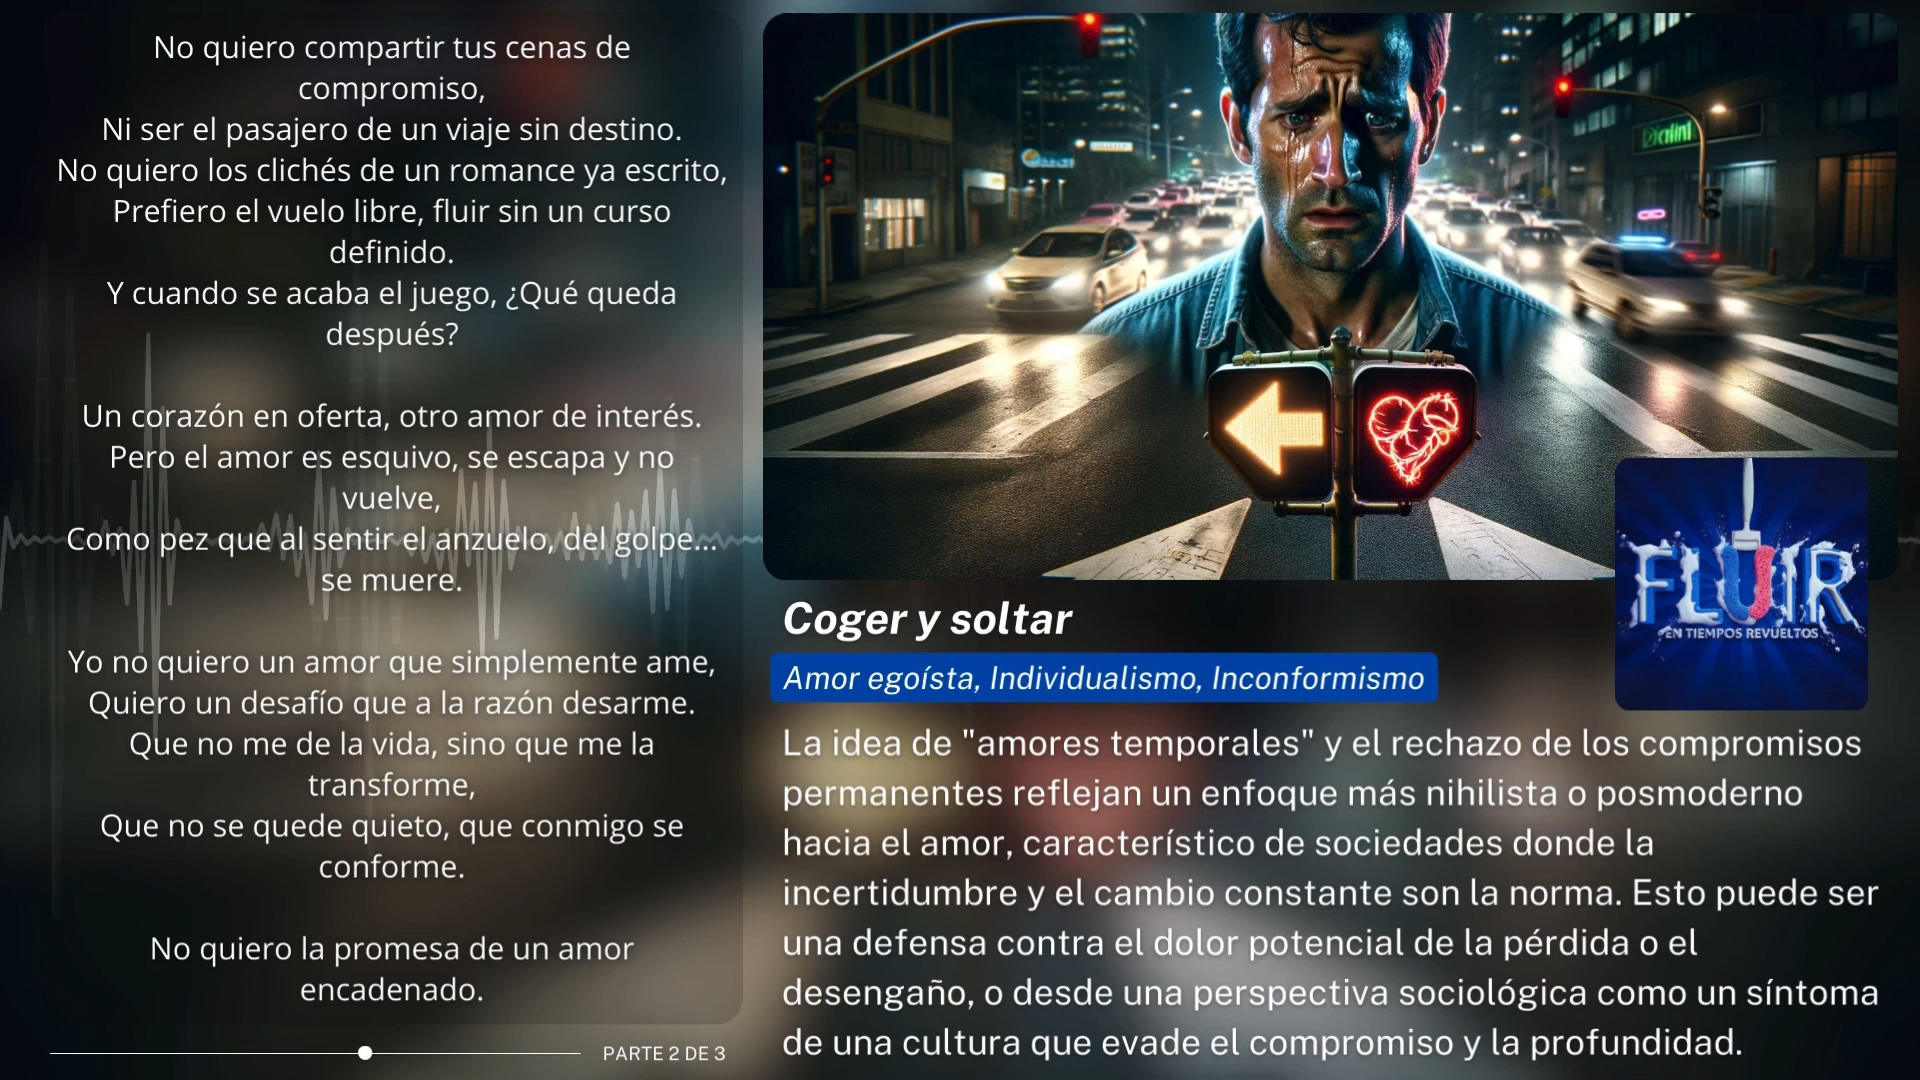 No quiero compartir tus cenas de
compromiso,
Ni ser el pasajero de un viaje sin destino.
No quiero los clichés de un romance ya escrito,
Prefiero el vuelo libre, fluir sin un curso
definido.
Y cuando se acaba el juego, ¿Qué queda
después?
Un corazón en oferta, otro amor de interés.
Pero el amor es esquivo, se escapa y no
vuelve,
Como pez que al sentir el anzuelo, del golpe...
se muere.
Yo no quiero un amor que simplemente ame,
Quiero un desafío que a la razón desarme.
Que no me de la vida, sino que me la
transforme,
Que no se quede quieto, que conmigo se
conforme.
No quiero la promesa de un amor
encadenado.
PARTE 2 DE 3
FLUIR
EN TIEMPOS REVUELTOS
Coger y soltar
Amor egoísta, Individualismo, Inconformismo
La idea de "amores temporales" y el rechazo de los compromisos
permanentes reflejan un enfoque más nihilista o posmoderno
hacia el amor, característico de sociedades donde la
incertidumbre y el cambio constante son la norma. Esto puede ser
una defensa contra el dolor potencial de la pérdida o el
desengaño, o desde una perspectiva sociológica como un síntoma
de una cultura que evade el compromiso y la profundidad.